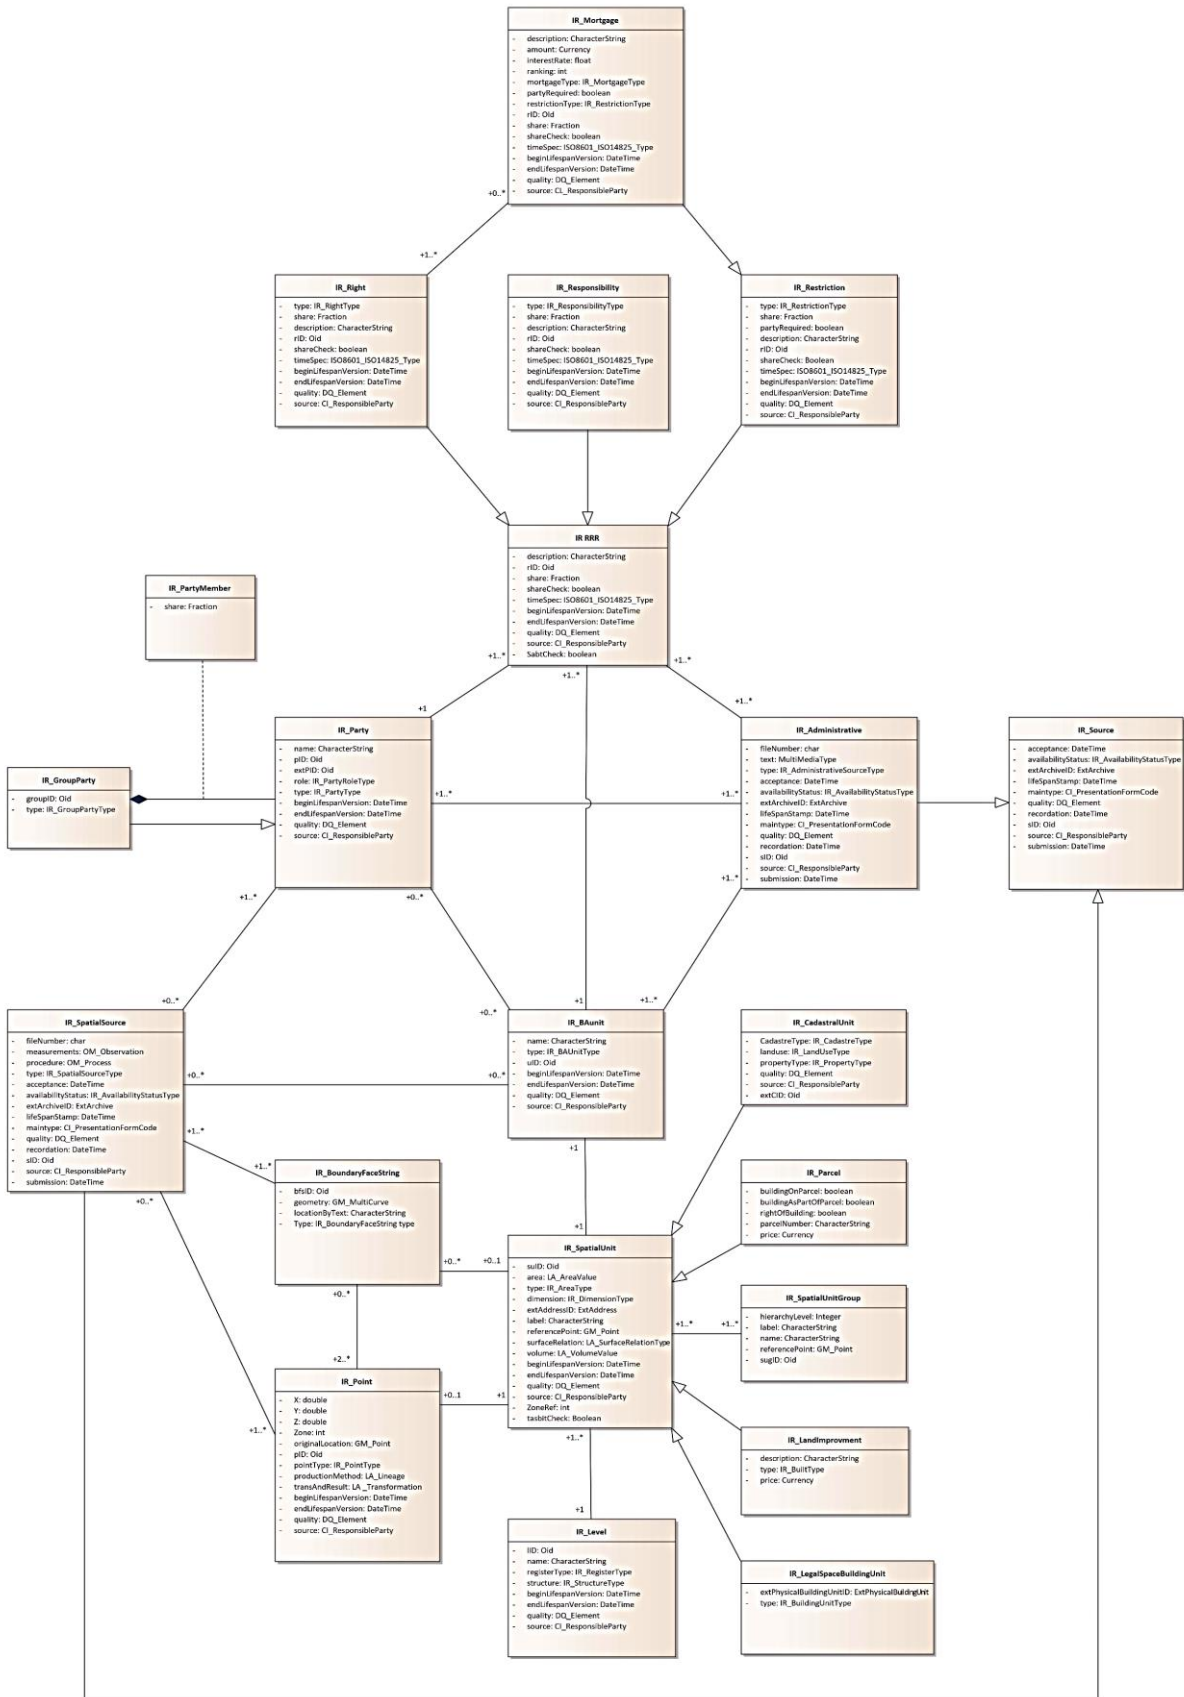 IR_Mortgage
- description: CharacterString
- amount: Currency
- interestRate: float
- ranking: int
- mortgageType: IR_MortgageType
- partyRequired: boolean
- restrictionType: IR_RestrictionType
- rID: Oid
- share: Fraction
- shareCheck: boolean
- timeSpec: ISO8601_ISO14825_Type
- beginLifespanVersion: DateTime
- endLifespanVersion: DateTime
- quality: DQ_Element
- source: CL_ResponsibleParty
+0..*
+1..*
IR_Right
- type: IR_RightType
- share: Fraction
- description: CharacterString
- rID: Oid
- shareCheck: boolean
- timeSpec: ISO8601_ISO14825_Type
- beginLifespanVersion: DateTime
- endLifespanVersion: DateTime
- quality: DQ_Element
- source: CI_ResponsibleParty
IR_Responsibility
- type: IR_ResponsibilityType
- share: Fraction
- description: CharacterString
- rID: Oid
- shareCheck: boolean
- timeSpec: ISO8601_ISO14825_Type
- beginLifespanVersion: DateTime
- endLifespanVersion: DateTime
- quality: DQ_Element
- source: CI_ResponsibleParty
IR_Restriction
- type: IR_RestrictionType
- share: Fraction
- partyRequired: boolean
- description: CharacterString
- rID: Oid
- shareCheck: Boolean
- timeSpec: ISO8601_ISO14825_Type
- beginLifespanVersion: DateTime
- endLifespanVersion: DateTime
- quality: DQ_Element
- source: CI_ResponsibleParty
IR RRR
- description: CharacterString
- rID: Oid
- share: Fraction
- shareCheck: boolean
- timeSpec: ISO8601_ISO14825_Type
- beginLifespanVersion: DateTime
- endLifespanVersion: DateTime
- quality: DQ_Element
- source: CI_ResponsibleParty
- SabtCheck: boolean
IR_PartyMember
- share: Fraction
+1..*
+1..*
+1..*
+1
+1..*
IR_GroupParty
- groupID: Oid
- type: IR_GroupPartyType
IR_Party
- name: CharacterString
- pID: Oid
- extPID: Oid
- role: IR_PartyRoleType
- type: IR_PartyType
- beginLifespanVersion: DateTime
- endLifespanVersion: DateTime
- quality: DQ_Element
- source: CI_ResponsibleParty
+1..*
+1..*
IR_Administrative
- fileNumber: char
- text: MultiMediaType
- type: IR_AdministrativeSourceType
- acceptance: DateTime
- availabilityStatus: IR_AvailabilityStatusType
- extArchiveID: ExtArchive
- lifeSpanStamp: DateTime
- maintype: CI_PresentationFormCode
- quality: DQ_Element
- recordation: DateTime
- sID: Oid
- source: CI_ResponsibleParty
- submission: DateTime
IR_Source
- acceptance: DateTime
- availabilityStatus: IR_AvailabilityStatusType
- extArchiveID: ExtArchive
- lifeSpanStamp: DateTime
- maintype: CI_PresentationFormCode
- quality: DQ_Element
- recordation: DateTime
- sID: Oid
- source: CI_ResponsibleParty
- submission: DateTime
+1..*
+0..*
+1..*
+0..*
+0..*
+1
+1..*
IR_SpatialSource
- fileNumber: char
- measurements: OM_Observation
- procedure: OM_Process
- type: IR_SpatialSourceType
- acceptance: DateTime
- availabilityStatus: IR_AvailabilityStatusType
- extArchiveID: ExtArchive
- lifeSpanStamp: DateTime
- maintype: CI_PresentationFormCode
- quality: DQ_Element
- recordation: DateTime
- sID: Oid
- source: CI_ResponsibleParty
- submission: DateTime
+0..*
+0..*
IR_BAunit
- name: CharacterString
- type: IR_BAUnitType
- uID: Oid
- beginLifespanVersion: DateTime
- endLifespanVersion: DateTime
- quality: DQ_Element
- source: CI_ResponsibleParty
IR_CadastralUnit
- CadastreType: IR_CadastreType
- landuse: IR_LandUseType
- propertyType: IR_PropertyType
- quality: DQ_Element
- source: CI_ResponsibleParty
- extCID: Oid
+1..*
+1..*
+0..*
+1
+1
IR_BoundaryFaceString
- bfsID: Oid
- geometry: GM_MultiCurve
- locationByText: CharacterString
- Type: IR_BoundaryFaceString type
IR_Parcel
- buildingOnParcel: boolean
- buildingAsPartOfParcel: boolean
- rightOfBuilding: boolean
- parcelNumber: CharacterString
- price: Currency
+0..*
+0..1
IR_SpatialUnit
- suID: Oid
- area: LA_AreaValue
- type: IR_AreaType
- dimension: IR_DimensionType
- extAddressID: ExtAddress
- label: CharacterString
- referencePoint: GM_Point
- surfaceRelation: LA_SurfaceRelationType
- volume: LA_VolumeValue
- beginLifespanVersion: DateTime
- endLifespanVersion: DateTime
- quality: DQ_Element
- source: CI_ResponsibleParty
- ZoneRef: int
- tasbitCheck: Boolean
+1..*
+1..*
IR_SpatialUnitGroup
- hierarchyLevel: Integer
- label: CharacterString
- name: CharacterString
- referencePoint: GM_Point
- sugID: Oid
+0..*
+2..*
+1..*
IR_Point
- X: double
- Y: double
- Z: double
- Zone: int
- originalLocation: GM_Point
- pID: Oid
- pointType: IR_PointType
- productionMethod: LA_Lineage
- transAndResult: LA _Transformation
- beginLifespanVersion: DateTime
- endLifespanVersion: DateTime
- quality: DQ_Element
- source: CI_ResponsibleParty
+0..1
+1
IR_LandImprovment
- description: CharacterString
- type: IR_BuiltType
- price: Currency
+1..*
+1
IR_Level
- lID: Oid
- name: CharacterString
- registerType: IR_RegisterType
- structure: IR_StructureType
- beginLifespanVersion: DateTime
- endLifespanVersion: DateTime
- quality: DQ_Element
- source: CI_ResponsibleParty
IR_LegalSpaceBuildingUnit
- extPhysicalBuildingUnitID: ExtPhysicalBuildingUnit
- type: IR_BuildingUnitType